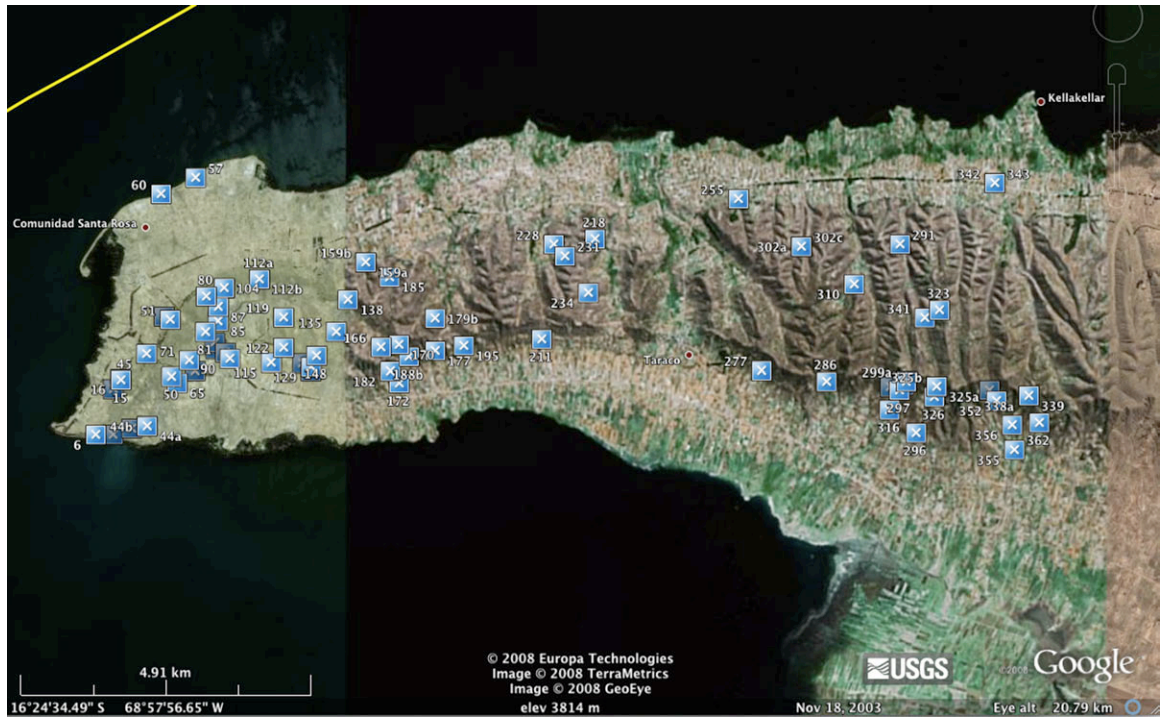 Kellakellar
57
60
342
343
255
Comunidad Santa Rosa
218
228
231
302c
302a
291
159b
112a
159a
80
104
112b
185
234
310
138
323
51
119
135
179b
341
87
85
166
71
81
122
170
177
195
211
45
Taraco
277
90
115
129
148
188b
286
299a
325b
16
15
50
65
182
172
297
325a
326
352
338a
339
316
44b
44a
6
296
356
362
355
4.91 km
© 2008 Europa Technologies
Image © 2008 TerraMetrics
Image © 2008 GeoEye
USGS
©2008 Google
16°24'34.49" S 68°57'56.65" W
elev 3814 m
Nov 18, 2003
Eye alt 20.79 km